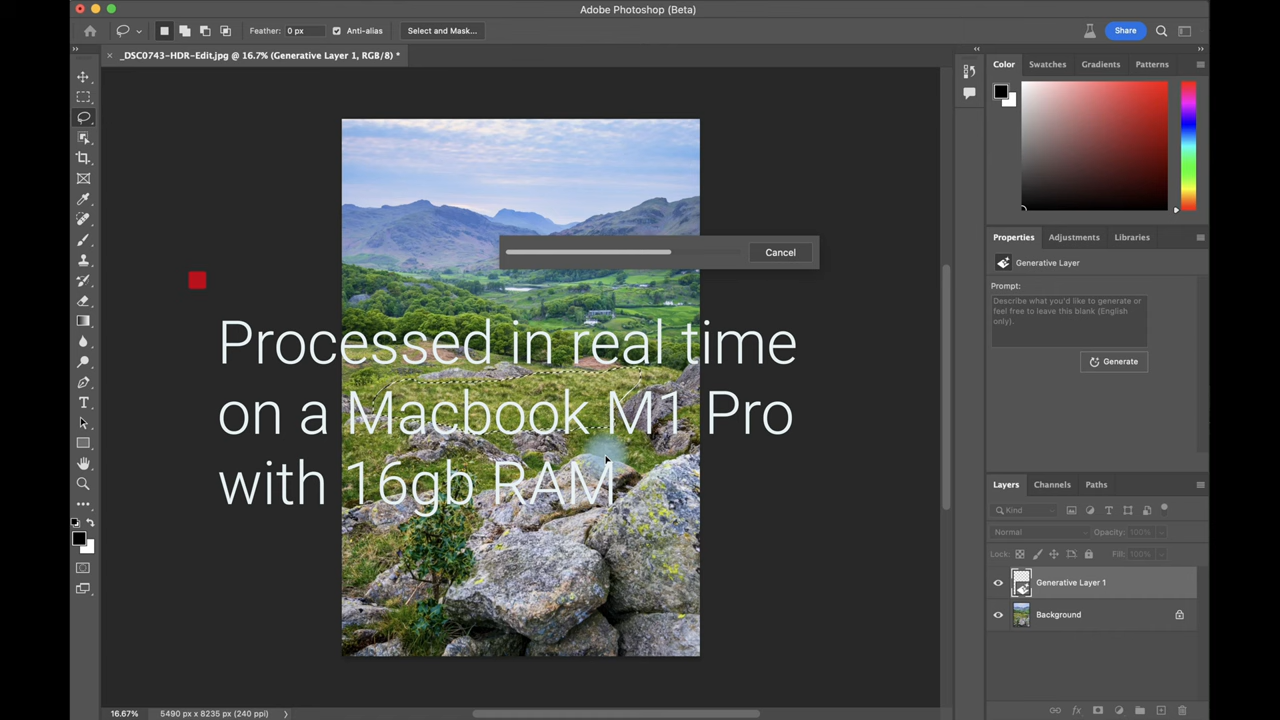 Adobe Photoshop (Beta)
Feather: 0 px
Anti-alias
Select and Mask...
Share
_DSC0743-HDR-Edit.jpg @ 16.7% (Generative Layer 1, RGB/8) *
Color
Swatches
Gradients
Patterns
Cancel
Properties
Adjustments
Libraries
Generative Layer
Prompt:
Describe what you'd like to generate or
feel free to leave this blank (English
only).
Generate
Processed in real time
on a Macbook M1 Pro
with 16gb RAM
Layers
Channels
Paths
Kind
Normal
Opacity: 100%
Lock:
Fill: 100%
Generative Layer 1
Background
16.67%
5490 px x 8235 px (240 ppi)